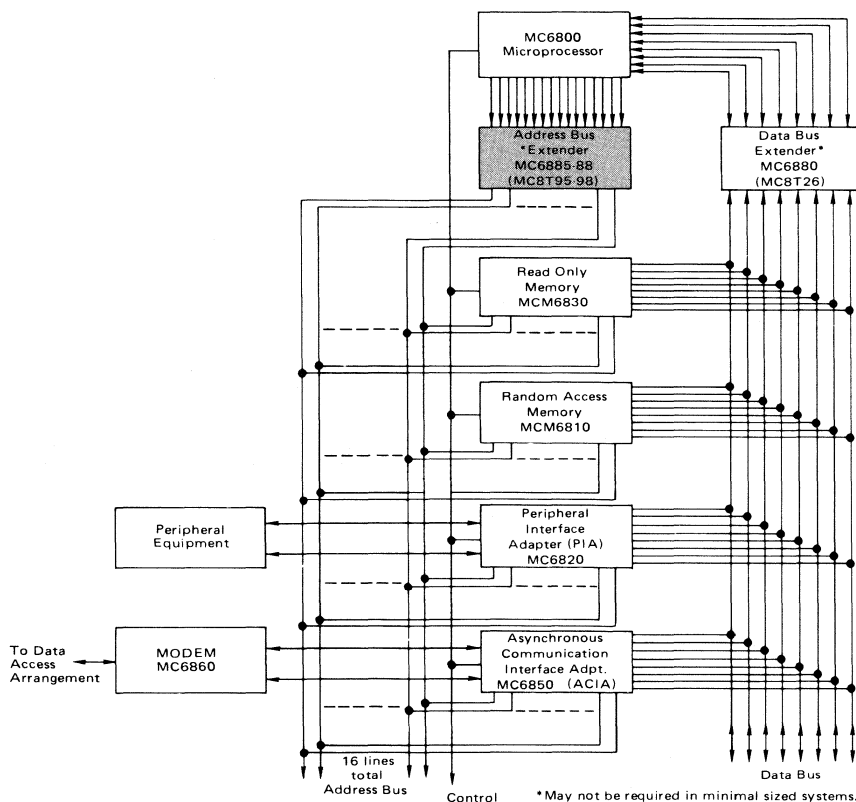 MC6800
Microprocessor
Address Bus
*Extender
MC6885-88
(MC8T95-98)
Data Bus
Extender*
MC6880
(MC8T26)
Read Only
Memory
MCM6830
Random Access
Memory
MCM6810
Peripheral
Equipment
Peripheral
Interface
Adapter (PIA)
MC6820
To Data
Access
Arrangement
MODEM
MC6860
Asynchronous
Communication
Interface Adpt.
MC6850 (ACIA)
16 lines
total
Address Bus
Control
Data Bus
*May not be required in minimal sized systems.